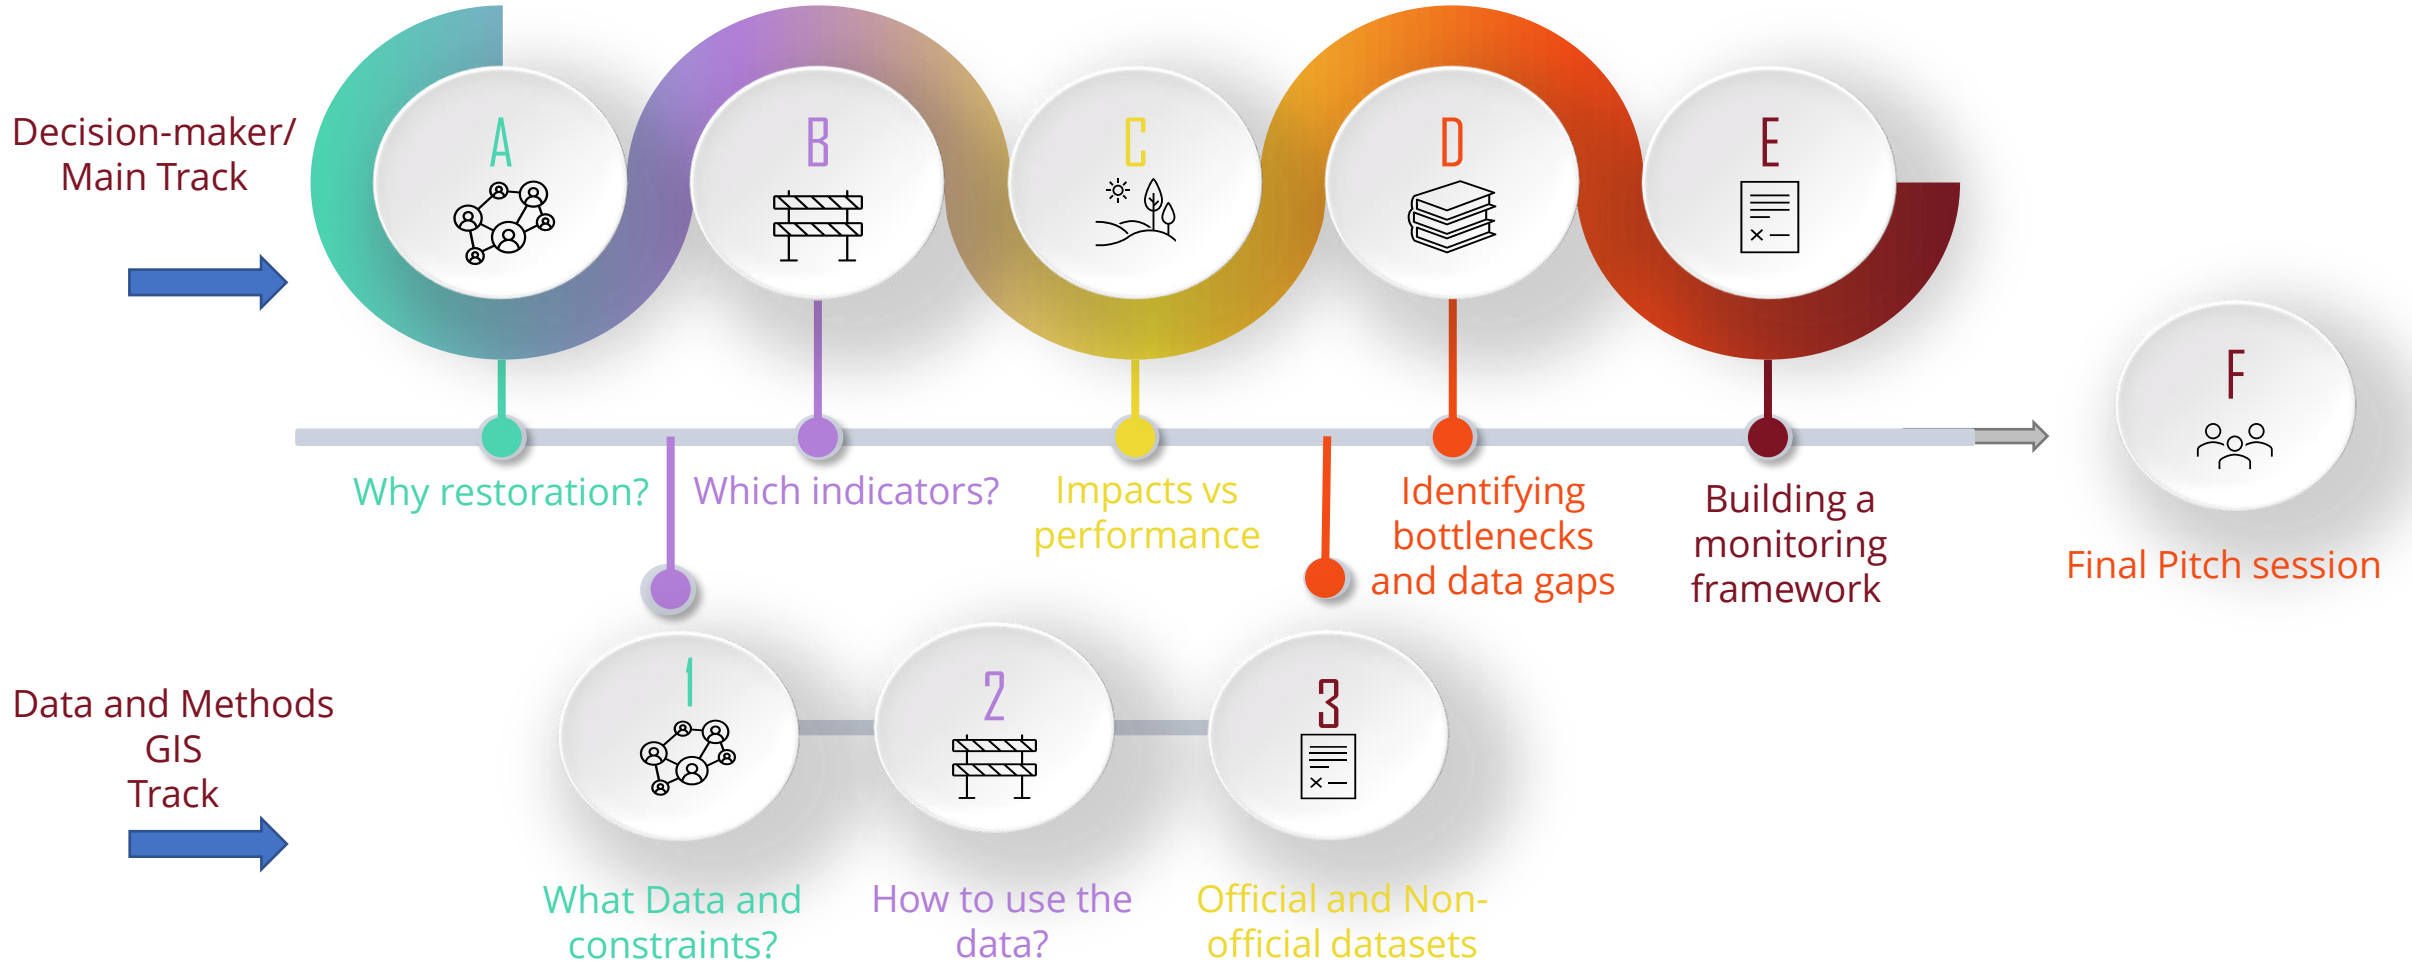 Decision-maker/
Main Track
A
B
C
D
E
F
Why restoration?
Which indicators?
Impacts vs
performance
Identifying
bottlenecks
and data gaps
Building a
monitoring
framework
Final Pitch session
Data and Methods
GIS
Track
1
2
3
What Data and
constraints?
How to use the
data?
Official and Non-
official datasets